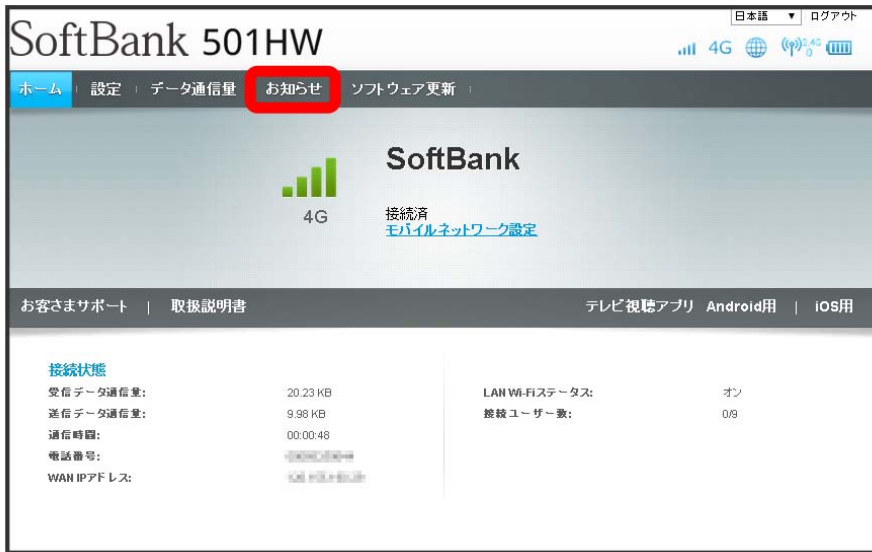 日本語 ▼ ログアウト
SoftBank 501HW
4G 2.4G 0
ホーム 設定 データ通信量 お知らせ ソフトウェア更新
SoftBank
4G
接続済
モバイルネットワーク設定
お客さまサポート | 取扱説明書 テレビ視聴アプリ Android用 | iOS用
接続状態
受信データ通信量: 20.23 KB LAN Wi-Fiステータス: オン
送信データ通信量: 9.98 KB 接続ユーザー数: 0/9
通信時間: 00:00:48
電話番号:
WAN IPアドレス: